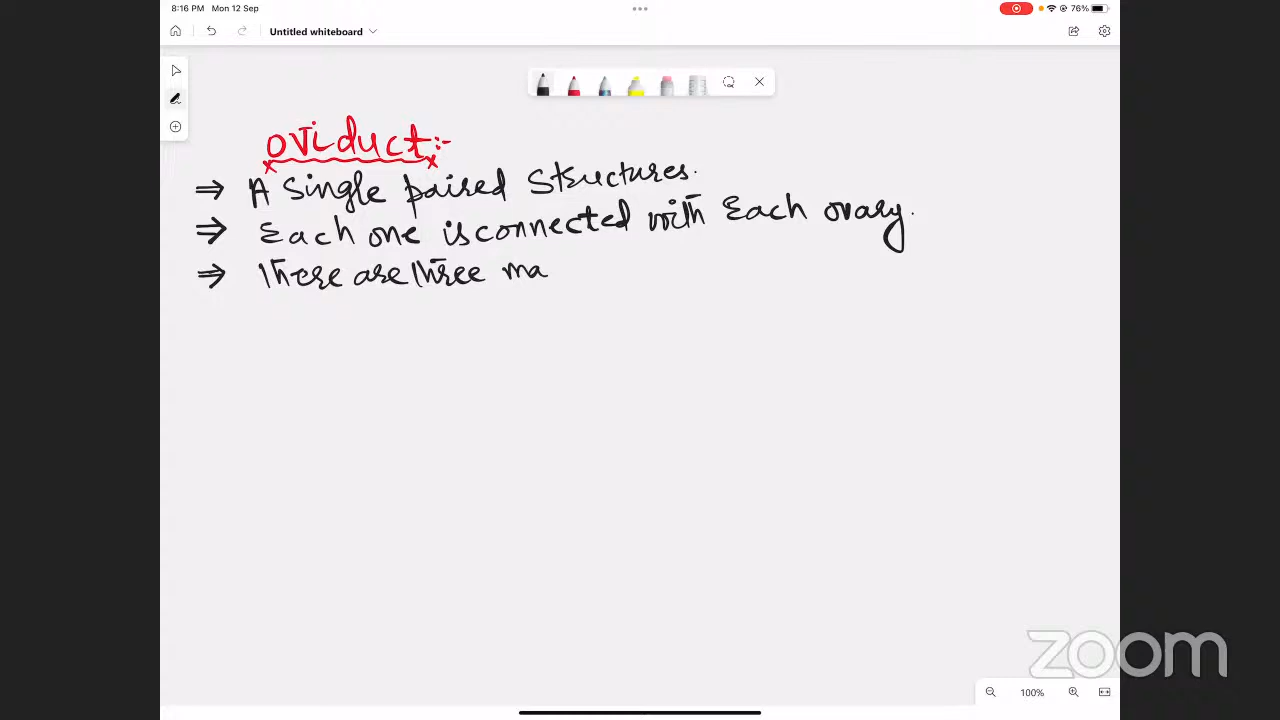 8:16 PM Mon 12 Sep
76%
Untitled whiteboard
oviduct:-
⇒ A Single paired Structures.
⇒ Each one is connected with Each ovary.
⇒ There are three ma
zoom
100%